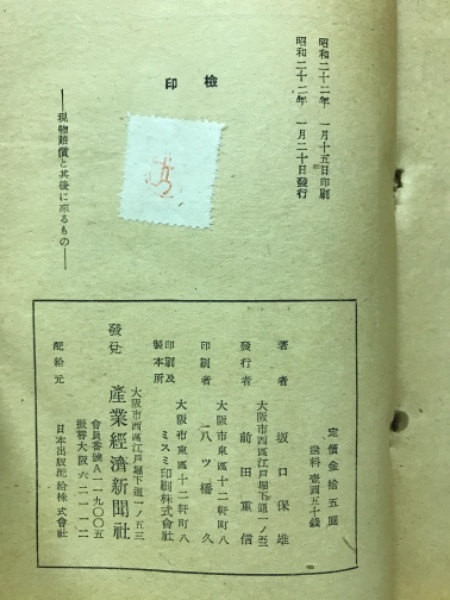 昭和二十二年 一月十五日印刷
昭和二十二年 一月二十日發行
檢印
――現物賠償と其後に來るもの――
定價金拾五圓
送料壹圓五十錢
著者 坂口保雄
大阪市西區江戸堀下通一ノ五三
發行者 前田重信
大阪市東區十二軒町八
印刷者 八ツ橋久
大阪市東區十二軒町八
印刷及製本所 ミスミ印刷株式會社
大阪市西區江戸堀下通一ノ五三
發兌 產業經濟新聞社
會員番號A一一九〇〇五
振替大阪六二一一二
配給元 日本出版配給株式會社